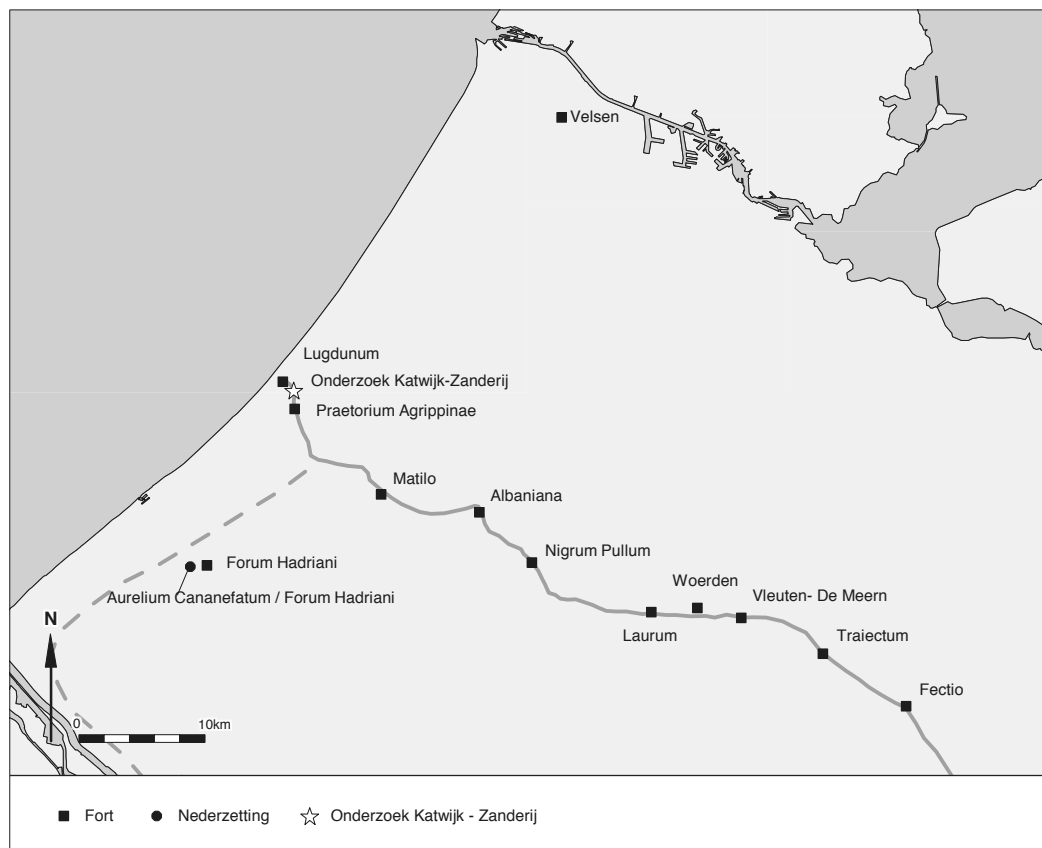 Velsen
Lugdunum
Onderzoek Katwijk-Zanderij
Praetorium Agrippinae
Matilo
Albaniana
Nigrum Pullum
Forum Hadriani
Woerden
Vleuten- De Meern
Aurelium Cananefatum / Forum Hadriani
N
Laurum
Traiectum
Fectio
0 10km
Fort Nederzetting Onderzoek Katwijk - Zanderij